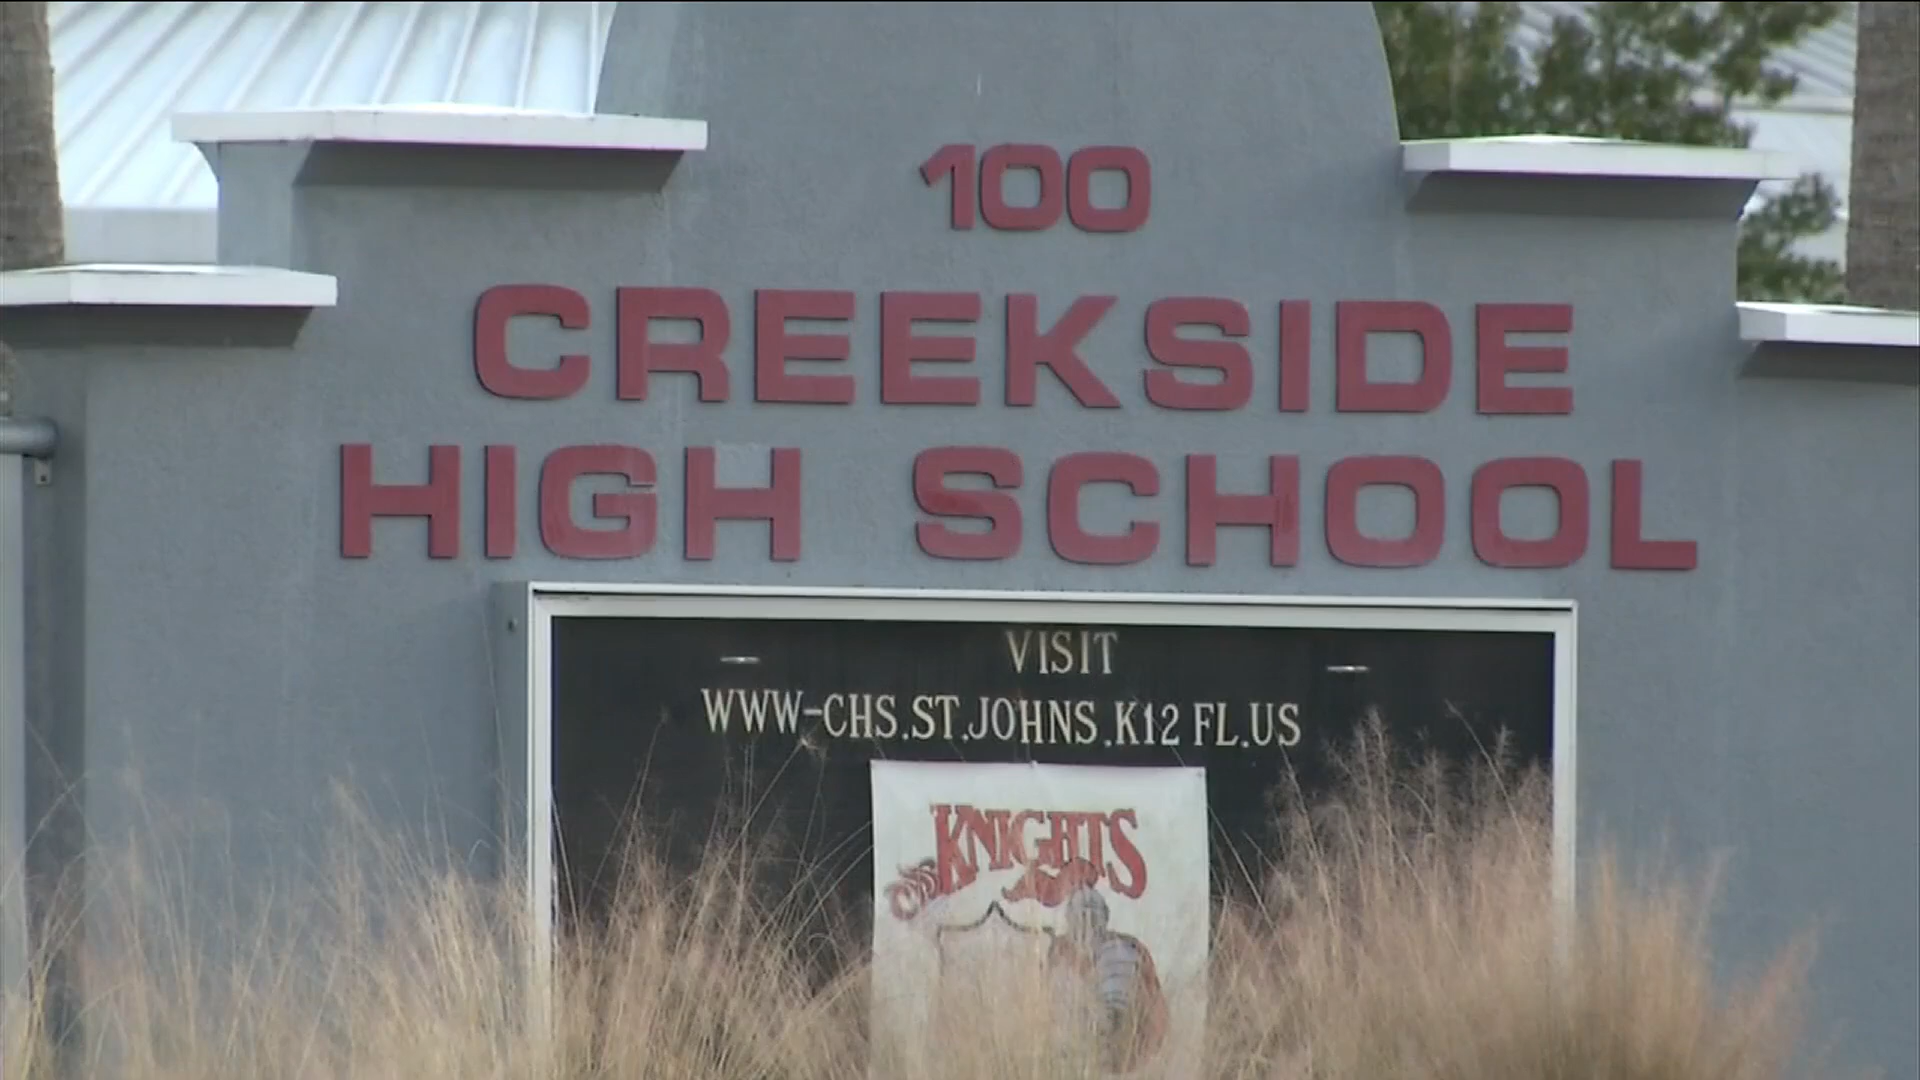 100
CREEKSIDE
HIGH SCHOOL
VISIT
WWW-CHS.ST.JOHNS.K12 FL.US
KNIGHTS